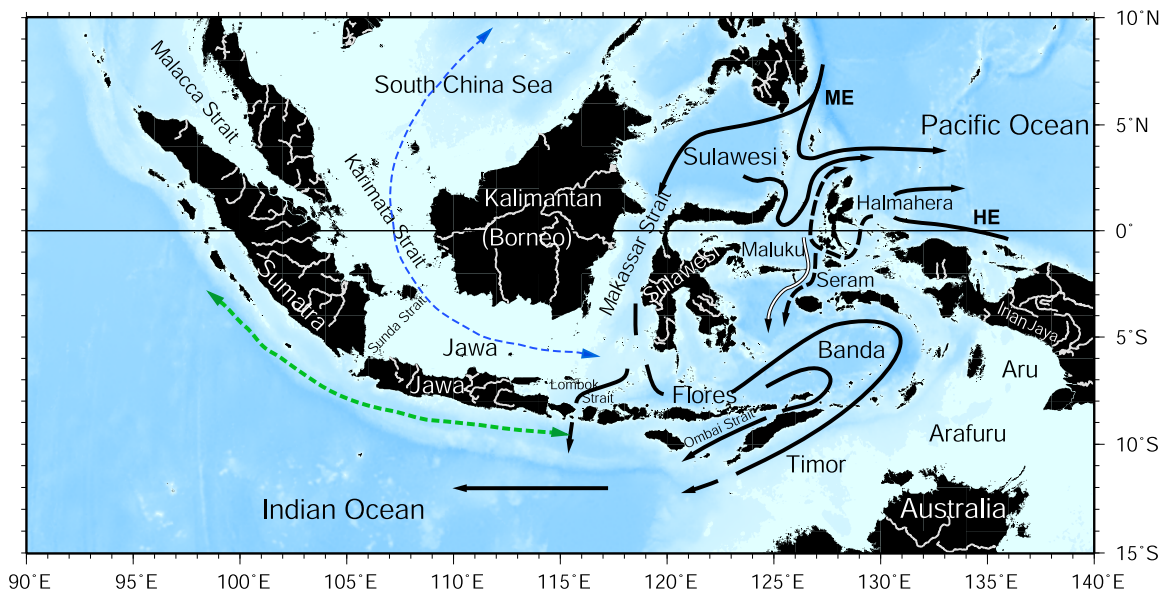 10˚N
Malacca Strait
South China Sea
ME
Pacific Ocean
5˚N
Sulawesi
Karimata Strait
Kalimantan
Halmahera
HE
(Borneo)
0˚
Makassar Strait
Maluku
Sulawesi
Seram
Sumatra
Irian Jaya
Sunda Strait
5˚S
Jawa
Banda
Aru
Jawa
Lombok
Strait
Flores
Ombai Strait
Arafuru
10˚S
Timor
Indian Ocean
Australia
15˚S
90˚E 95˚E 100˚E 105˚E 110˚E 115˚E 120˚E 125˚E 130˚E 135˚E 140˚E